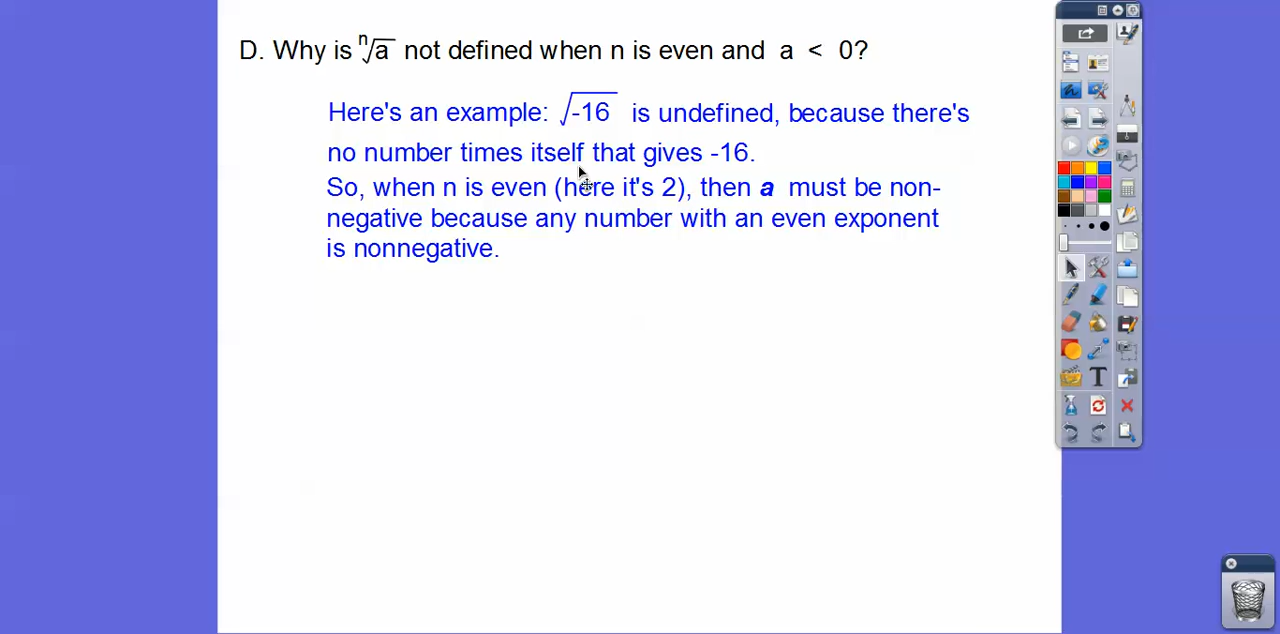 D. Why is ⁿ√a not defined when n is even and a < 0?
Here's an example: √-16 is undefined, because there's
no number times itself that gives -16.
So, when n is even (here it's 2), then a must be non-
negative because any number with an even exponent
is nonnegative.